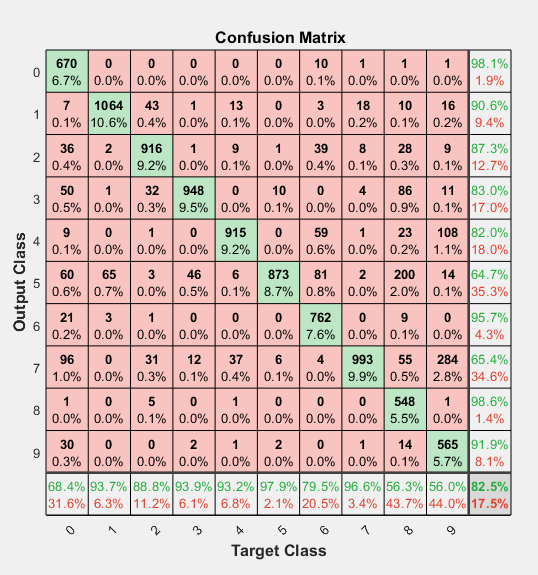 Confusion Matrix
0 670 0 0 0 0 0 10 1 1 1 98.1%
6.7% 0.0% 0.0% 0.0% 0.0% 0.0% 0.1% 0.0% 0.0% 0.0% 1.9%
1 7 1064 43 1 13 0 3 18 10 16 90.6%
0.1% 10.6% 0.4% 0.0% 0.1% 0.0% 0.0% 0.2% 0.1% 0.2% 9.4%
2 36 2 916 1 9 1 39 8 28 9 87.3%
0.4% 0.0% 9.2% 0.0% 0.1% 0.0% 0.4% 0.1% 0.3% 0.1% 12.7%
3 50 1 32 948 0 10 0 4 86 11 83.0%
0.5% 0.0% 0.3% 9.5% 0.0% 0.1% 0.0% 0.0% 0.9% 0.1% 17.0%
4 9 0 1 0 915 0 59 1 23 108 82.0%
0.1% 0.0% 0.0% 0.0% 9.2% 0.0% 0.6% 0.0% 0.2% 1.1% 18.0%
5 60 65 3 46 6 873 81 2 200 14 64.7%
0.6% 0.7% 0.0% 0.5% 0.1% 8.7% 0.8% 0.0% 2.0% 0.1% 35.3%
6 21 3 1 0 0 0 762 0 9 0 95.7%
0.2% 0.0% 0.0% 0.0% 0.0% 0.0% 7.6% 0.0% 0.1% 0.0% 4.3%
7 96 0 31 12 37 6 4 993 55 284 65.4%
1.0% 0.0% 0.3% 0.1% 0.4% 0.1% 0.0% 9.9% 0.5% 2.8% 34.6%
8 1 0 5 0 1 0 0 0 548 1 98.6%
0.0% 0.0% 0.1% 0.0% 0.0% 0.0% 0.0% 0.0% 5.5% 0.0% 1.4%
9 30 0 0 2 1 2 0 1 14 565 91.9%
0.3% 0.0% 0.0% 0.0% 0.0% 0.0% 0.0% 0.0% 0.1% 5.7% 8.1%
68.4% 93.7% 88.8% 93.9% 93.2% 97.9% 79.5% 96.6% 56.3% 56.0% 82.5%
31.6% 6.3% 11.2% 6.1% 6.8% 2.1% 20.5% 3.4% 43.7% 44.0% 17.5%
0 1 2 3 4 5 6 7 8 9
Target Class
Output Class